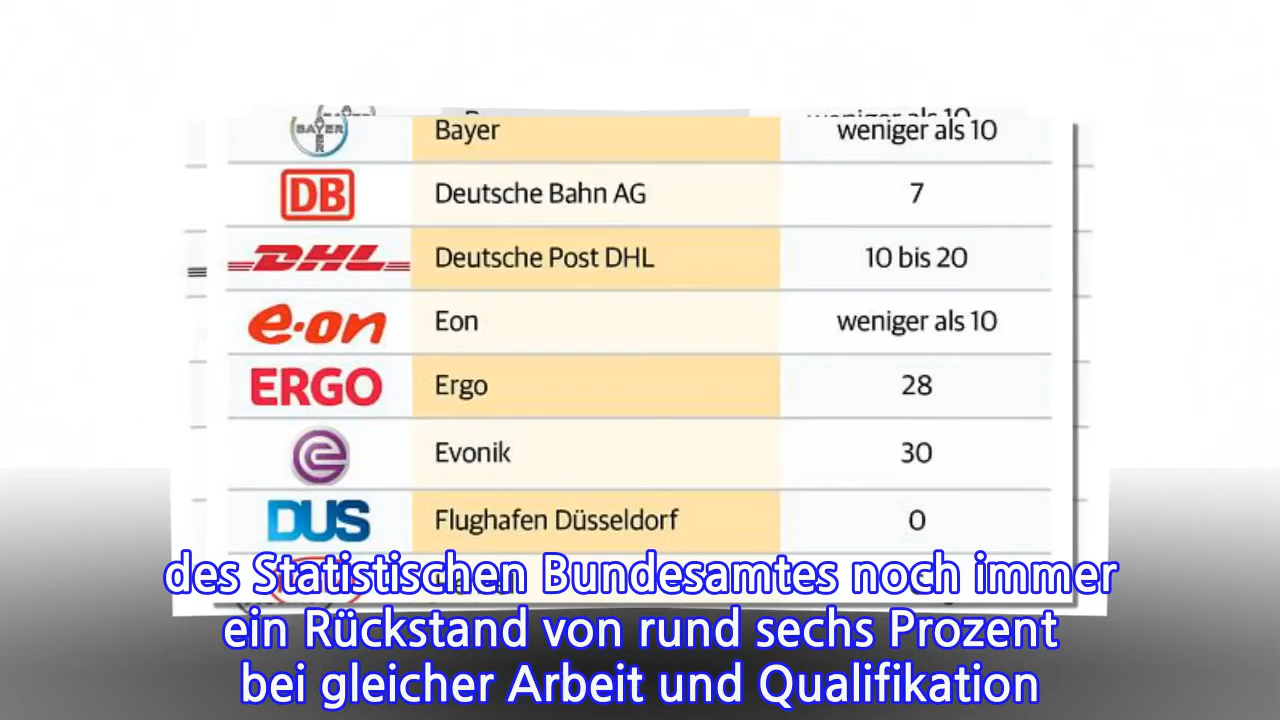 BAYER
BAYER
Bayer
weniger als 10
DB
Deutsche Bahn AG
7
DHL
Deutsche Post DHL
10 bis 20
e·on
Eon
weniger als 10
ERGO
Ergo
28
Evonik
30
DUS
Flughafen Düsseldorf
0
des Statistischen Bundesamtes noch immer
ein Rückstand von rund sechs Prozent
bei gleicher Arbeit und Qualifikation